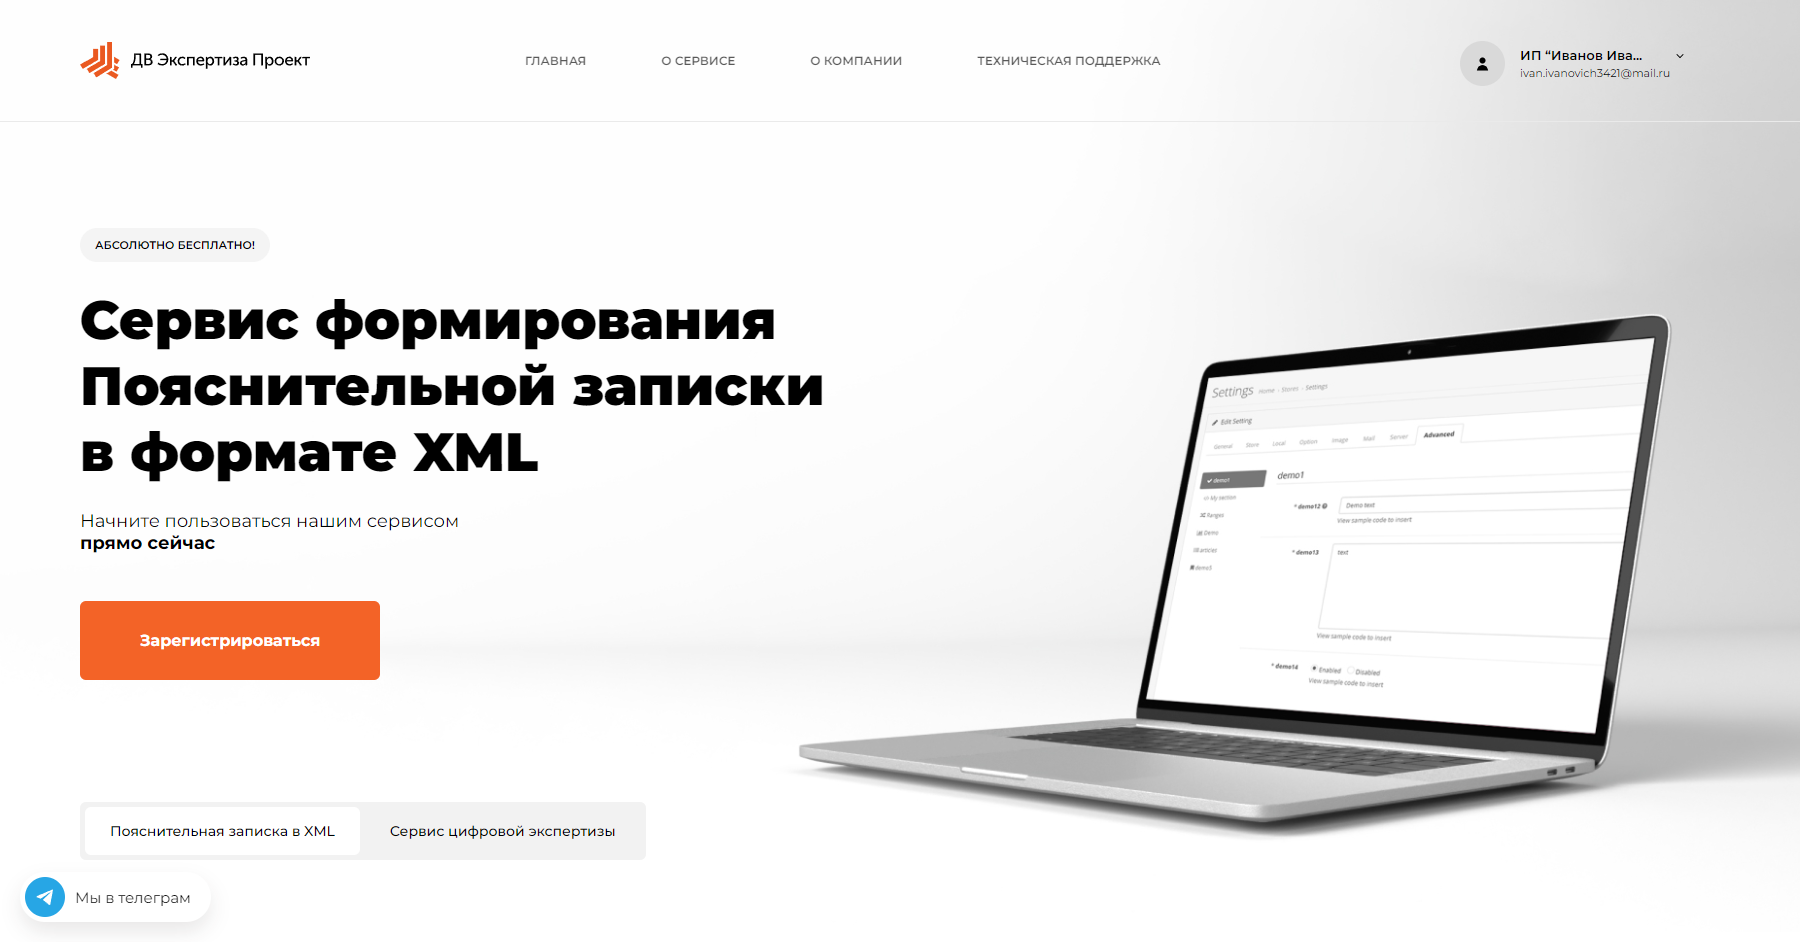 ДВ Экспертиза Проект
ГЛАВНАЯ
О СЕРВИСЕ
О КОМПАНИИ
ТЕХНИЧЕСКАЯ ПОДДЕРЖКА
ИП “Иванов Ива...
ivan.ivanovich3421@mail.ru
АБСОЛЮТНО БЕСПЛАТНО!
Сервис формирования
Пояснительной записки
в формате XML
Начните пользоваться нашим сервисом
прямо сейчас
Зарегистрироваться
Settings Home - Stores - Settings
Edit Setting
General Store Local Option Image Mail Server Advanced
demo1
My section
Ranges
Demo
articles
demo5
demo1
* demo12
Demo text
View sample code to insert
* demo13
text
View sample code to insert
* demo14
Enabled Disabled
View sample code to insert
Пояснительная записка в XML
Сервис цифровой экспертизы
Мы в телеграм